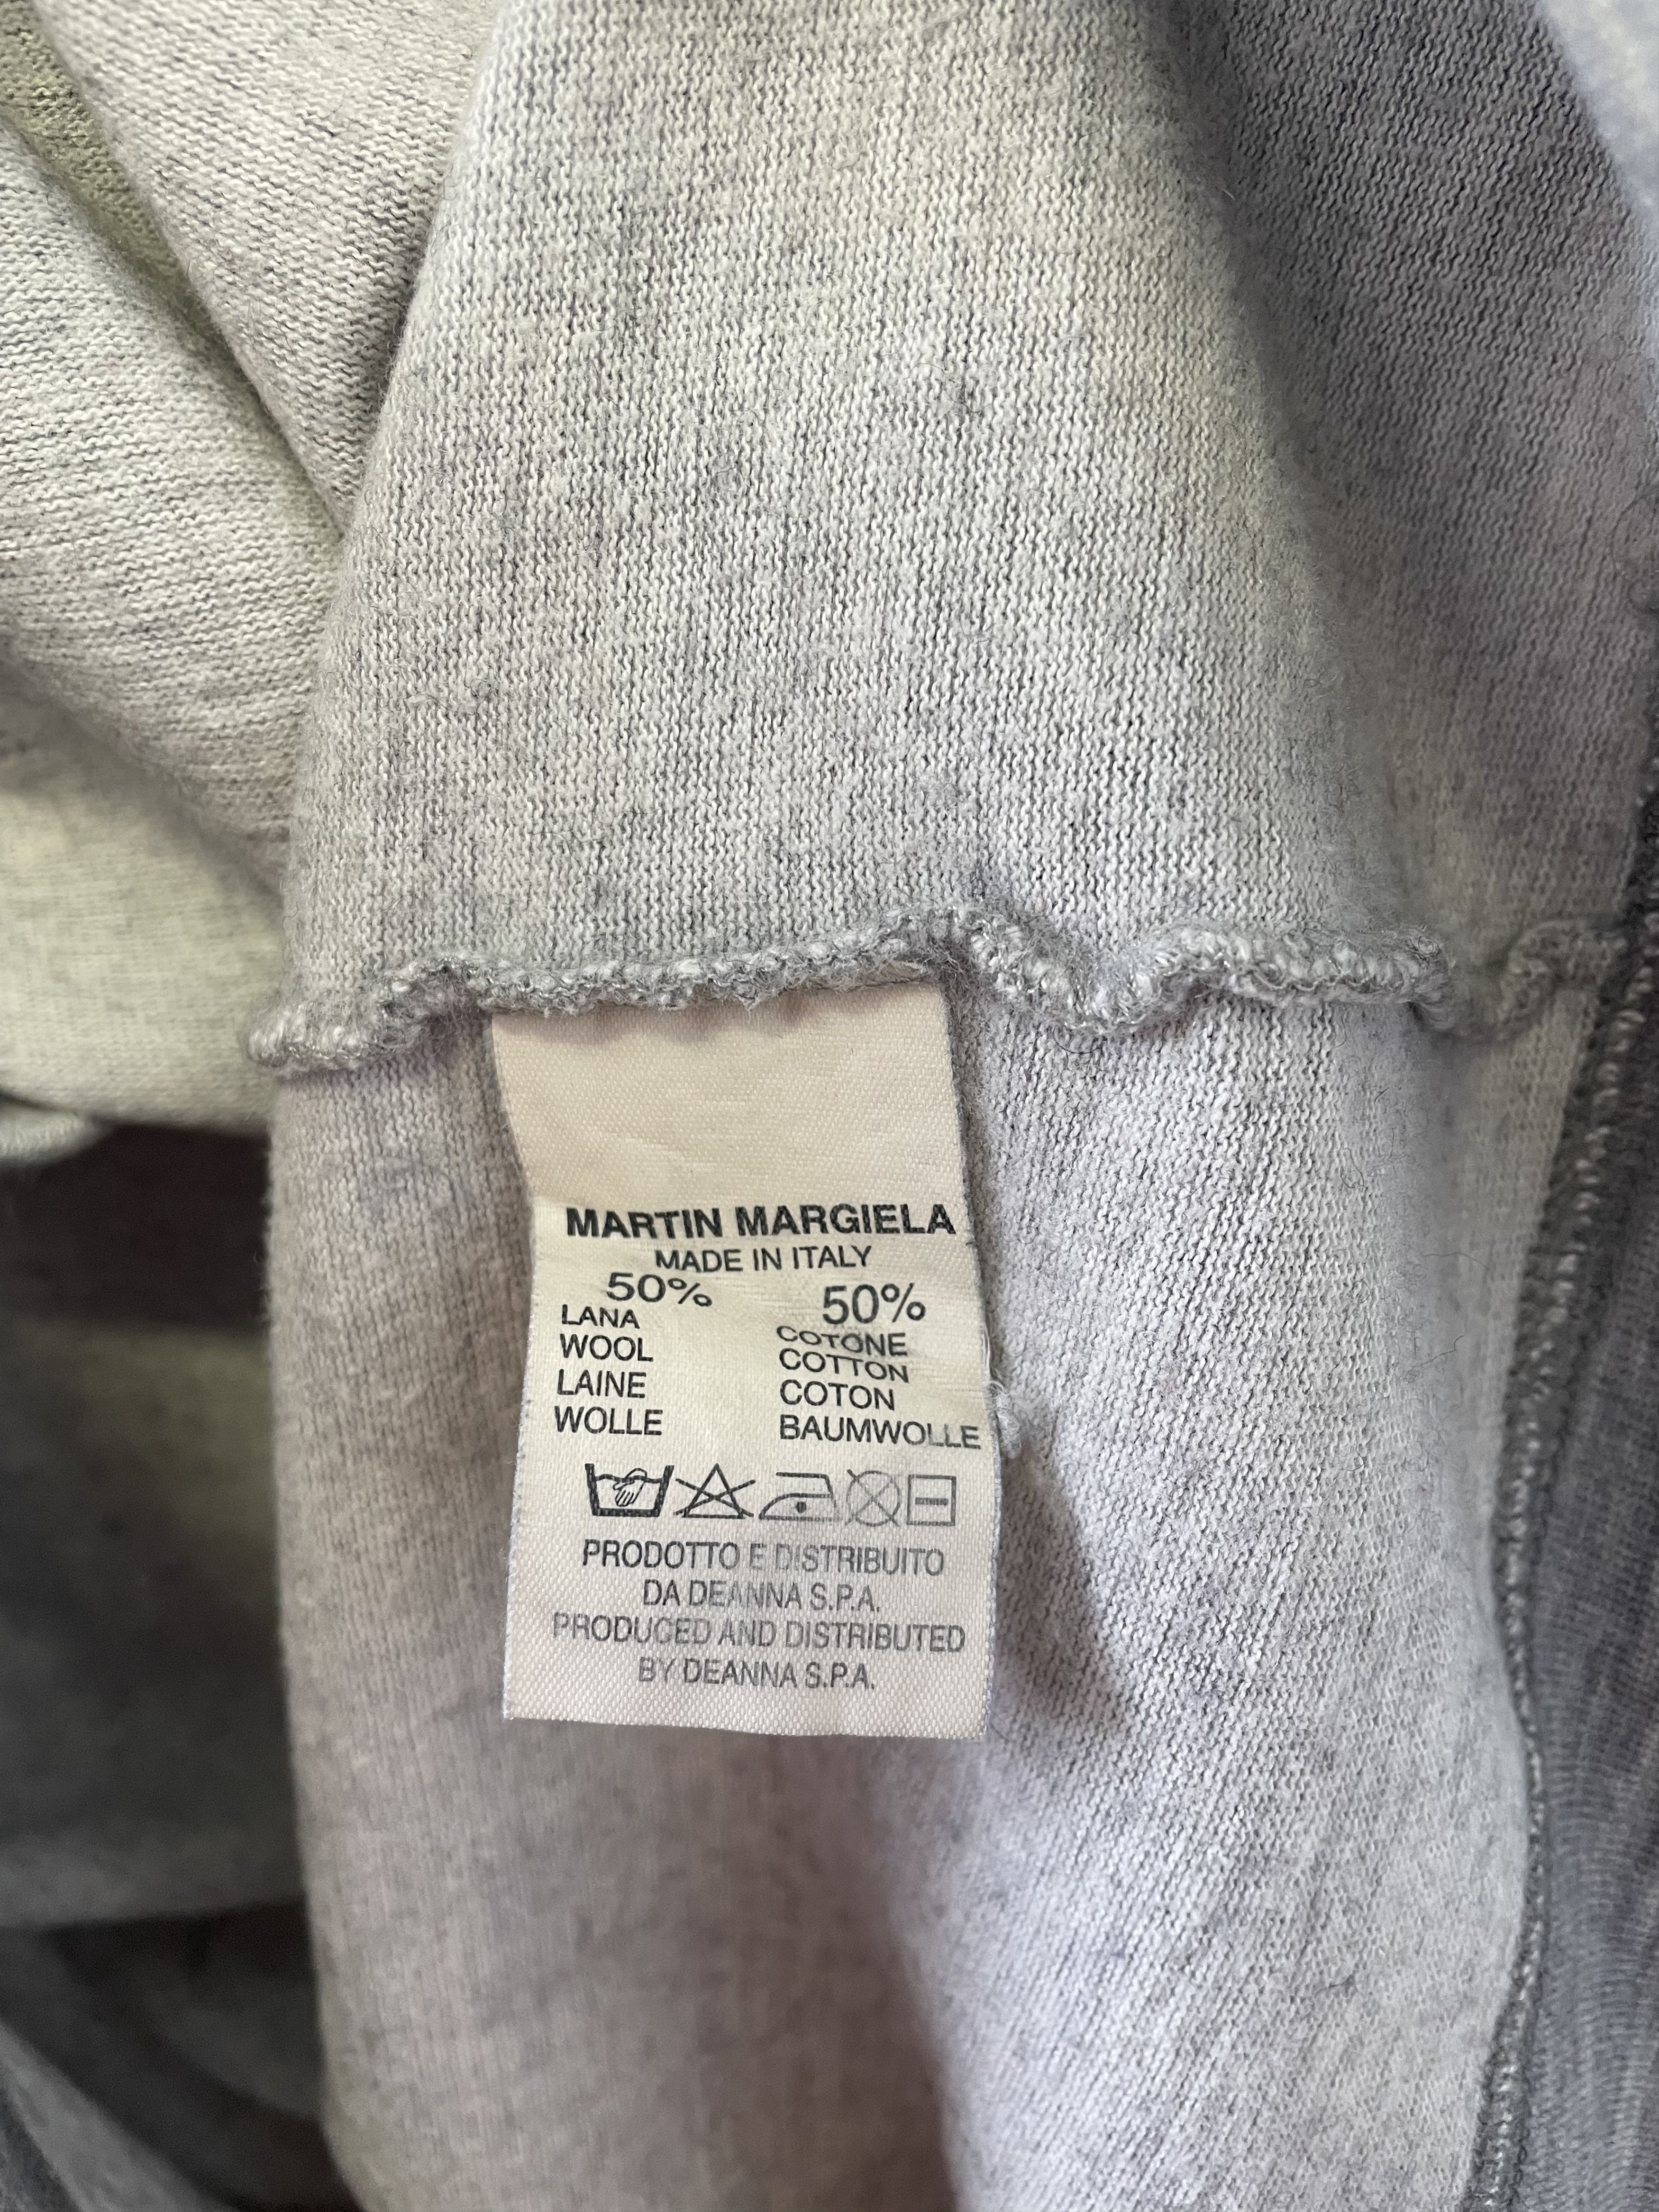 MARTIN MARGIELA
MADE IN ITALY
50% 50%
LANA COTONE
WOOL COTTON
LAINE COTON
WOLLE BAUMWOLLE
PRODOTTO E DISTRIBUITO
DA DEANNA S.P.A.
PRODUCED AND DISTRIBUTED
BY DEANNA S.P.A.